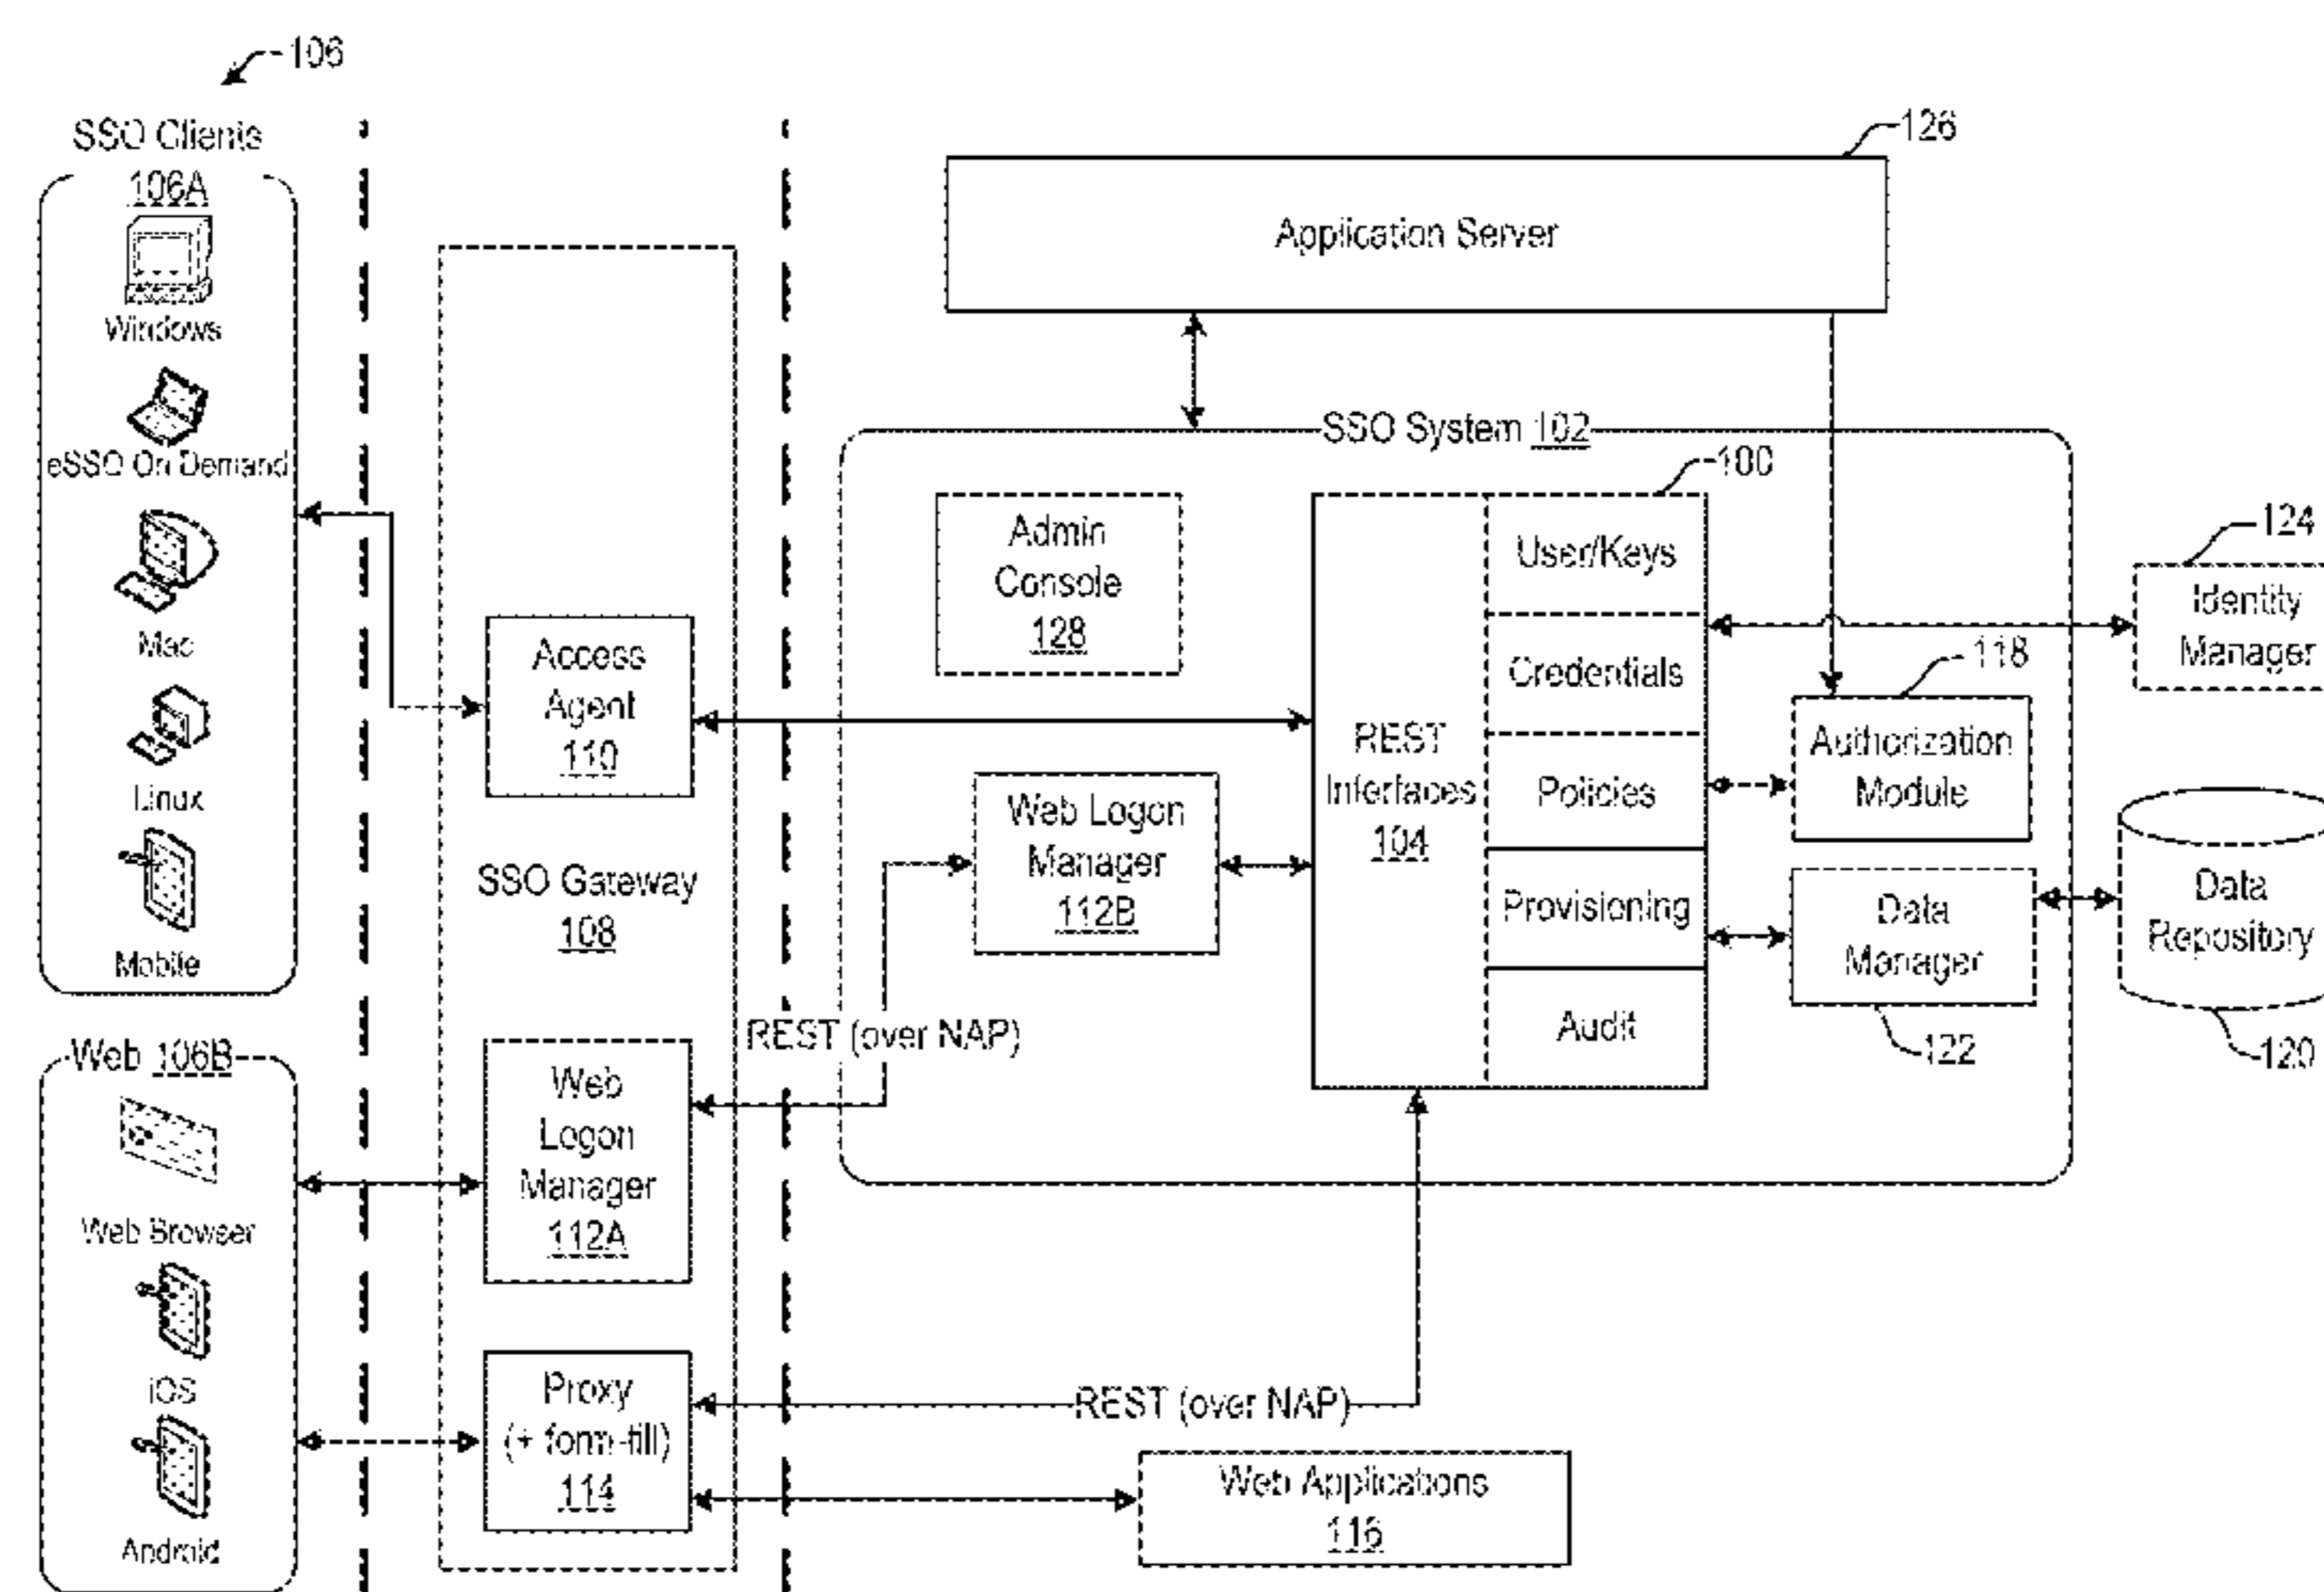 106
SSO Clients
106A
Windows
eSSO On Demand
Mac
Linux
Mobile
Web 106B
Web Browser
iOS
Android
Access
Agent
110
SSO Gateway
108
Web
Logon
Manager
112A
Proxy
(+ form-fill)
114
126
Application Server
SSO System 102
100
Admin
Console
128
Web Logon
Manager
112B
REST
Interfaces
104
User/Keys
Credentials
Policies
Provisioning
Audit
124
Identity
Manager
118
Authorization
Module
Data
Manager
122
Data
Repository
120
REST (over NAP)
REST (over NAP)
Web Applications
116